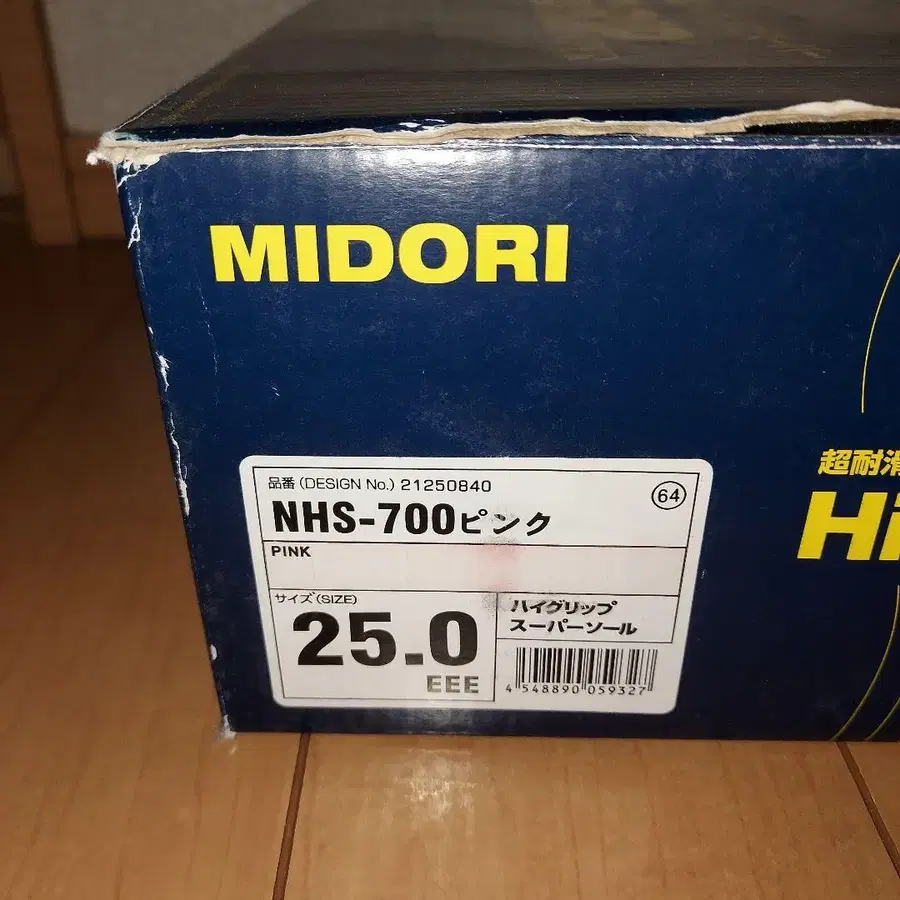 MIDORI
超耐滑
Hi
品番 (DESIGN No.) 21250840
64
NHS-700ピンク
PINK
サイズ (SIZE)
25.0
EEE
ハイグリップ
スーパーソール
4 548890 059327